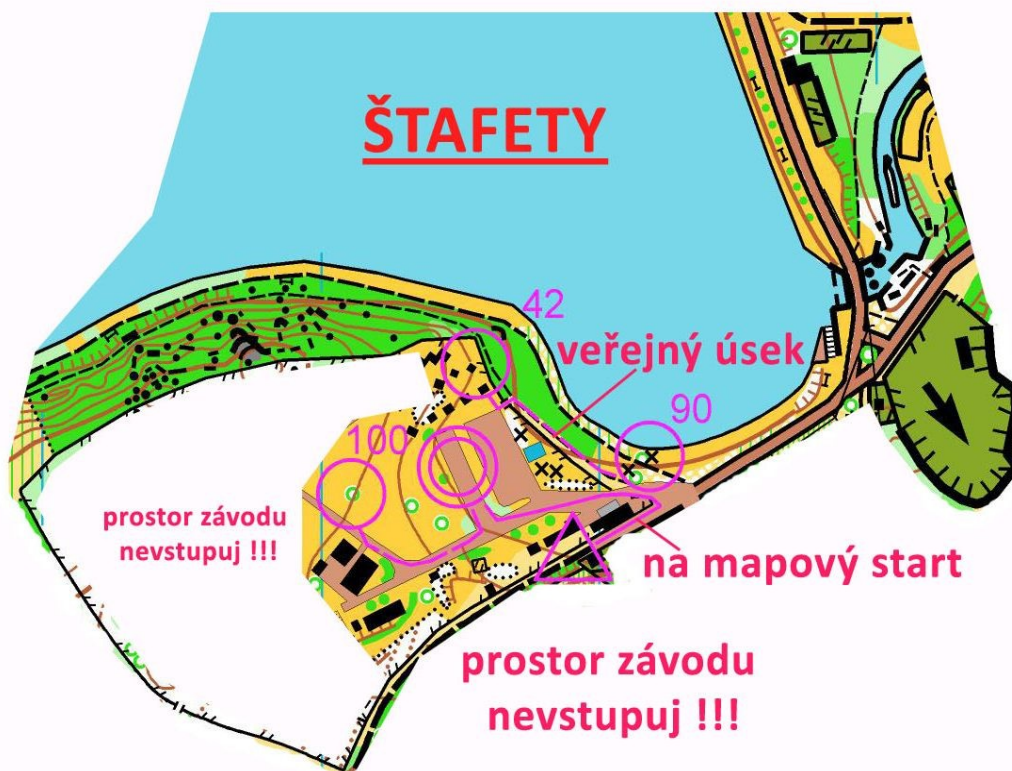 ŠTAFETY
42
veřejný úsek
90
100
prostor závodu
nevstupuj !!!
na mapový start
prostor závodu
nevstupuj !!!